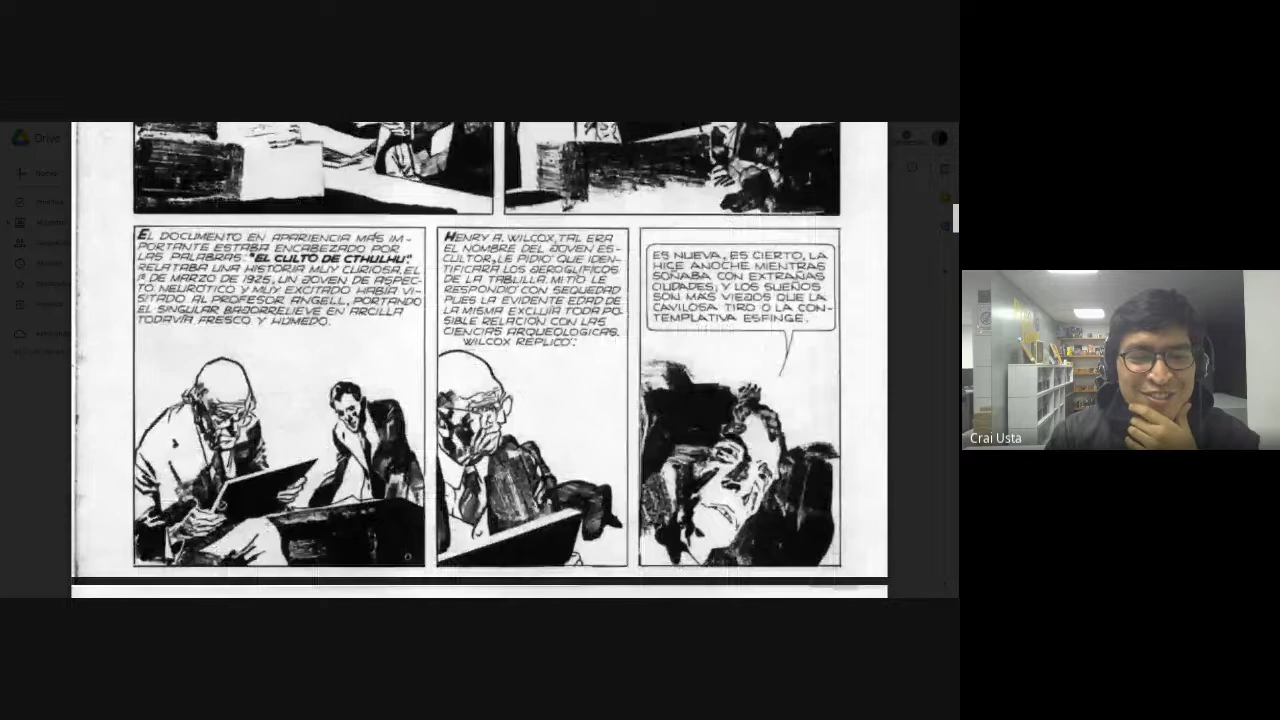 Drive
EL DOCUMENTO EN APARIENCIA MÁS IM-
PORTANTE ESTABA ENCABEZADO POR
LAS PALABRAS: "EL CULTO DE CTHULHU".
RELATABA UNA HISTORIA MUY CURIOSA. EL
1º DE MARZO DE 1925, UN JOVEN DE ASPEC-
TO NEURÓTICO Y MUY EXCITADO HABÍA VI-
SITADO AL PROFESOR ANGELL, PORTANDO
EL SINGULAR BAJORRELIEVE EN ARCILLA
TODAVÍA FRESCO Y HÚMEDO.
HENRY A. WILCOX, TAL ERA
EL NOMBRE DEL JOVEN ES-
CULTOR, LE PIDIÓ QUE IDEN-
TIFICARA LOS JEROGLÍFICOS
DE LA TABLILLA. MI TÍO LE
RESPONDIÓ CON SEQUEDAD
PUES LA EVIDENTE EDAD DE
LA MISMA EXCLUÍA TODA PO-
SIBLE RELACIÓN CON LAS
CIENCIAS ARQUEOLÓGICAS.
WILCOX REPLICÓ:
ES NUEVA, ES CIERTO, LA
HICE ANOCHE MIENTRAS
SOÑABA CON EXTRAÑAS
CIUDADES; Y LOS SUEÑOS
SON MÁS VIEJOS QUE LA
CAVILOSA TIRO O LA CON-
TEMPLATIVA ESFINGE.
Crai Usta